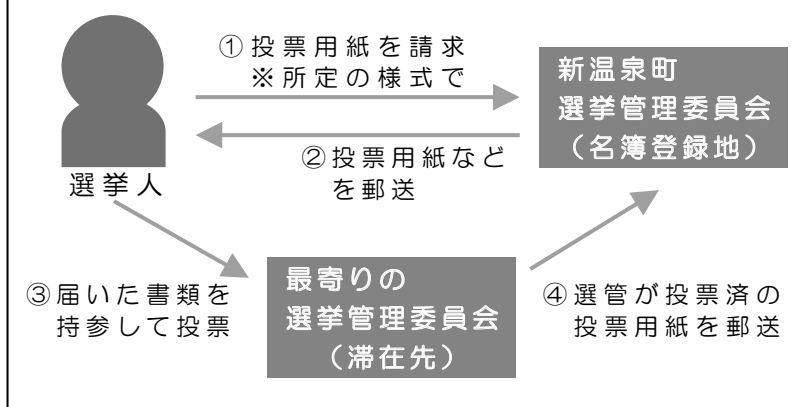 ①投票用紙を請求
※所定の様式で
新温泉町
選挙管理委員会
（名簿登録地）
②投票用紙など
を郵送
選挙人
③届いた書類を
持参して投票
最寄りの
選挙管理委員会
（滞在先）
④選管が投票済の
投票用紙を郵送